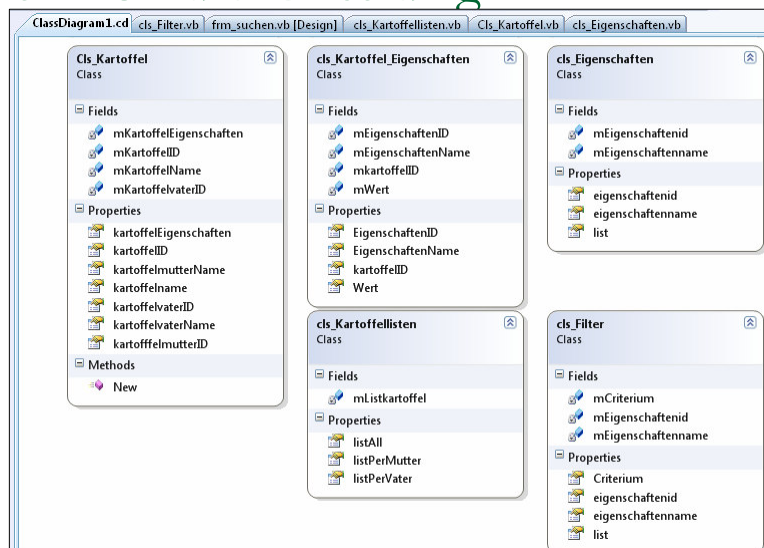 ClassDiagram1.cd cls_Filter.vb frm_suchen.vb [Design] cls_Kartoffellisten.vb Cls_Kartoffel.vb cls_Eigenschaften.vb
Cls_Kartoffel
Class
Fields
mKartoffelEigenschaften
mKartoffelID
mKartoffelName
mKartoffelvaterID
Properties
kartoffelEigenschaften
kartoffelID
kartoffelmutterName
kartoffelname
kartoffelvaterID
kartoffelvaterName
kartofffelmutterID
Methods
New
cls_Kartoffel_Eigenschaften
Class
Fields
mEigenschaftenID
mEigenschaftenName
mkartoffelID
mWert
Properties
EigenschaftenID
EigenschaftenName
kartoffelID
Wert
cls_Eigenschaften
Class
Fields
mEigenschaftenid
mEigenschaftenname
Properties
eigenschaftenid
eigenschaftenname
list
cls_Kartoffellisten
Class
Fields
mListkartoffel
Properties
listAll
listPerMutter
listPerVater
cls_Filter
Class
Fields
mCriterium
mEigenschaftenid
mEigenschaftenname
Properties
Criterium
eigenschaftenid
eigenschaftenname
list